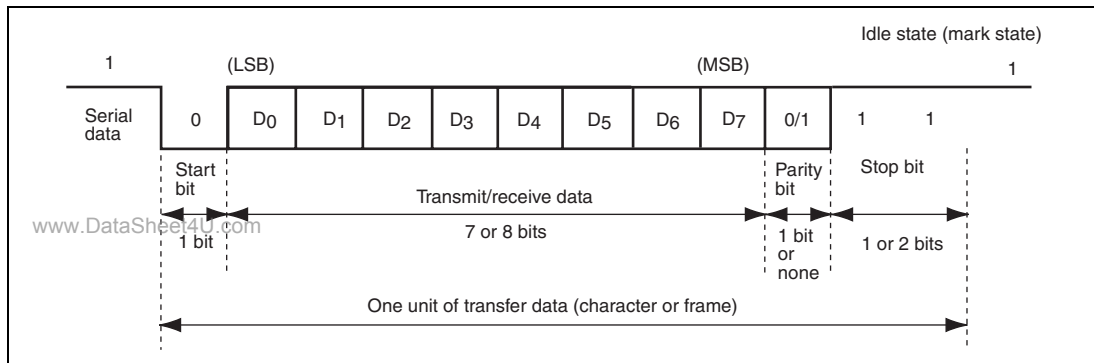 Idle state (mark state)
1 (LSB) (MSB) 1
Serial data 0 D0 D1 D2 D3 D4 D5 D6 D7 0/1 1 1
Start bit Parity bit Stop bit
Transmit/receive data
www.DataSheet4U.com
1 bit 7 or 8 bits 1 bit or none 1 or 2 bits
One unit of transfer data (character or frame)